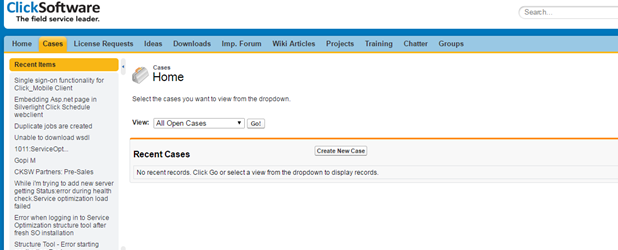 ClickSoftware
The field service leader.
Search...
Home Cases License Requests Ideas Downloads Imp. Forum Wiki Articles Projects Training Chatter Groups
Recent Items
Single sign-on functionality for
Click_Mobile Client
Embedding Asp.net page in
Silverlight Click Schedule
webclient
Duplicate jobs are created
Unable to download wsdl
1011:ServiceOpt...
Gopi M
CKSW Partners: Pre-Sales
While i'm trying to add new server
getting Status:error during health
check.Service optimization load
failed
Error when logging in to Service
Optimization structure tool after
fresh SO installation
Structure Tool - Error starting
Cases
Home
Select the cases you want to view from the dropdown.
View: All Open Cases Go!
Recent Cases Create New Case
No recent records. Click Go or select a view from the dropdown to display records.